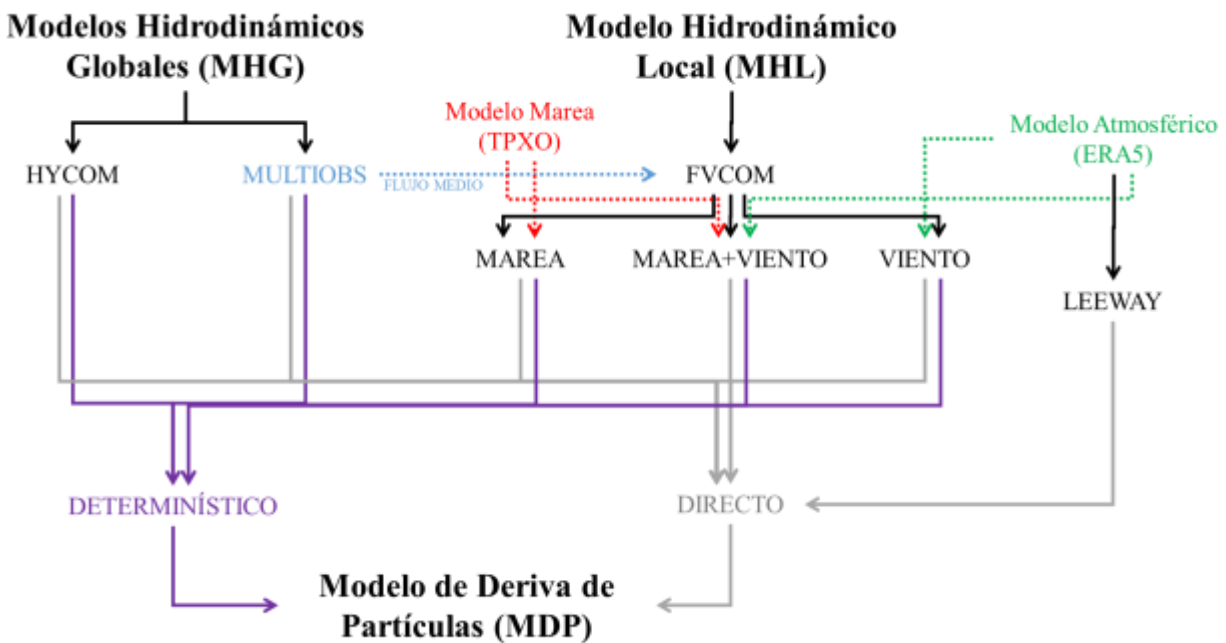 Modelos Hidrodinámicos
Globales (MHG)
Modelo Hidrodinámico
Local (MHL)
Modelo Marea
(TPXO)
Modelo Atmosférico
(ERA5)
HYCOM
MULTIOBS
FLUJO MEDIO
FVCOM
MAREA
MAREA+VIENTO
VIENTO
LEEWAY
DETERMINÍSTICO
DIRECTO
Modelo de Deriva de
Partículas (MDP)